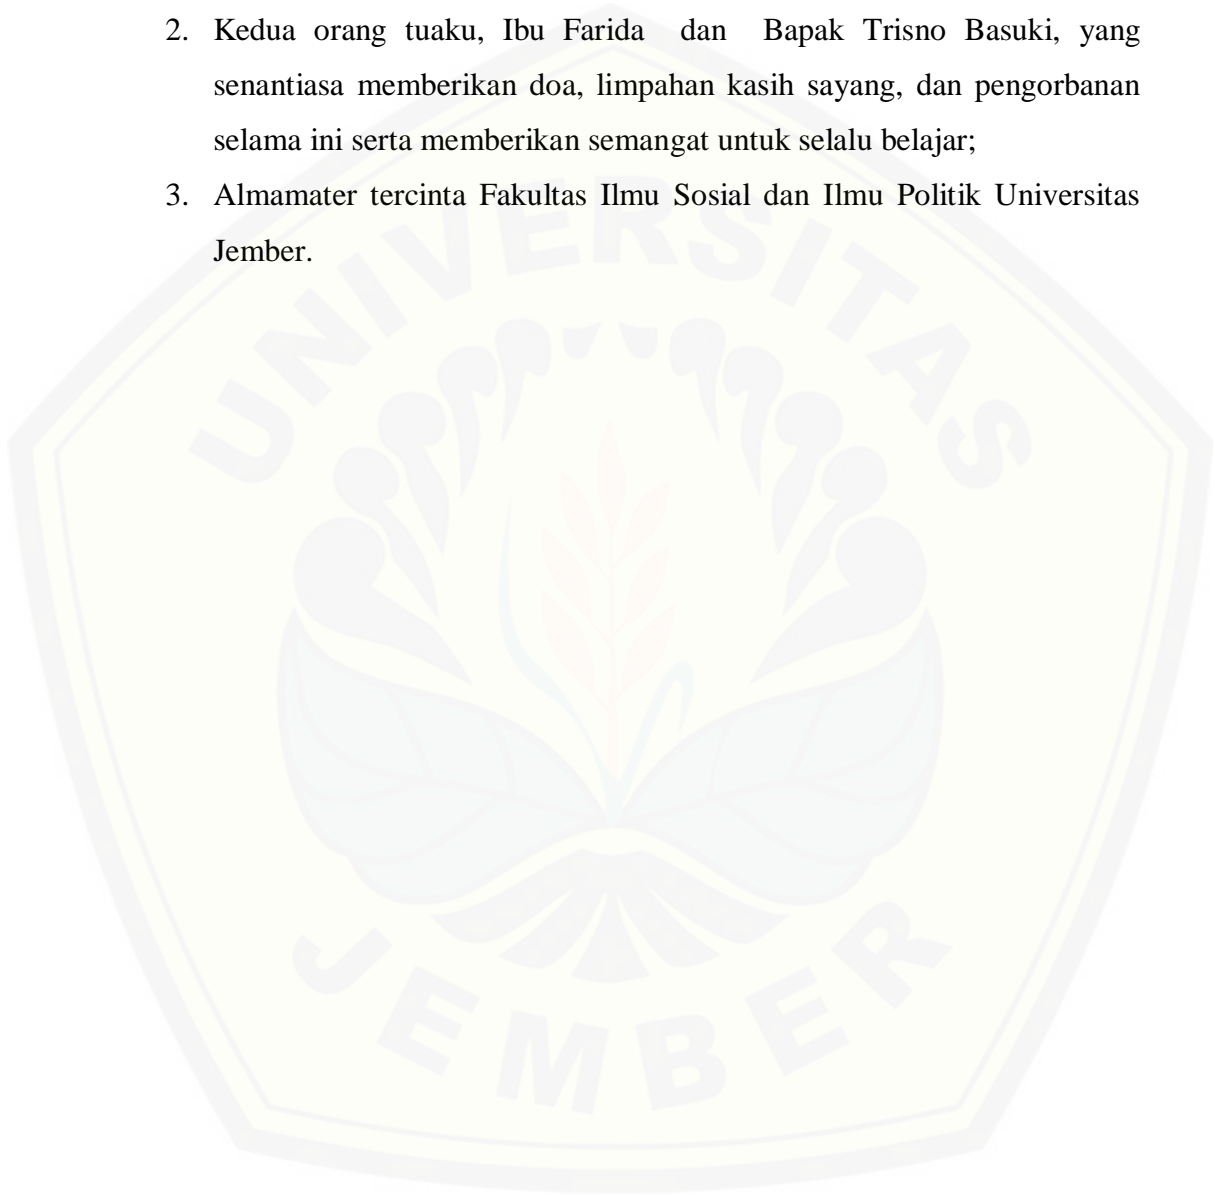 2. Kedua orang tuaku, Ibu Farida dan Bapak Trisno Basuki, yang
senantiasa memberikan doa, limpahan kasih sayang, dan pengorbanan
selama ini serta memberikan semangat untuk selalu belajar;
3. Almamater tercinta Fakultas Ilmu Sosial dan Ilmu Politik Universitas
Jember.
UNIVERSITAS
JEMBER